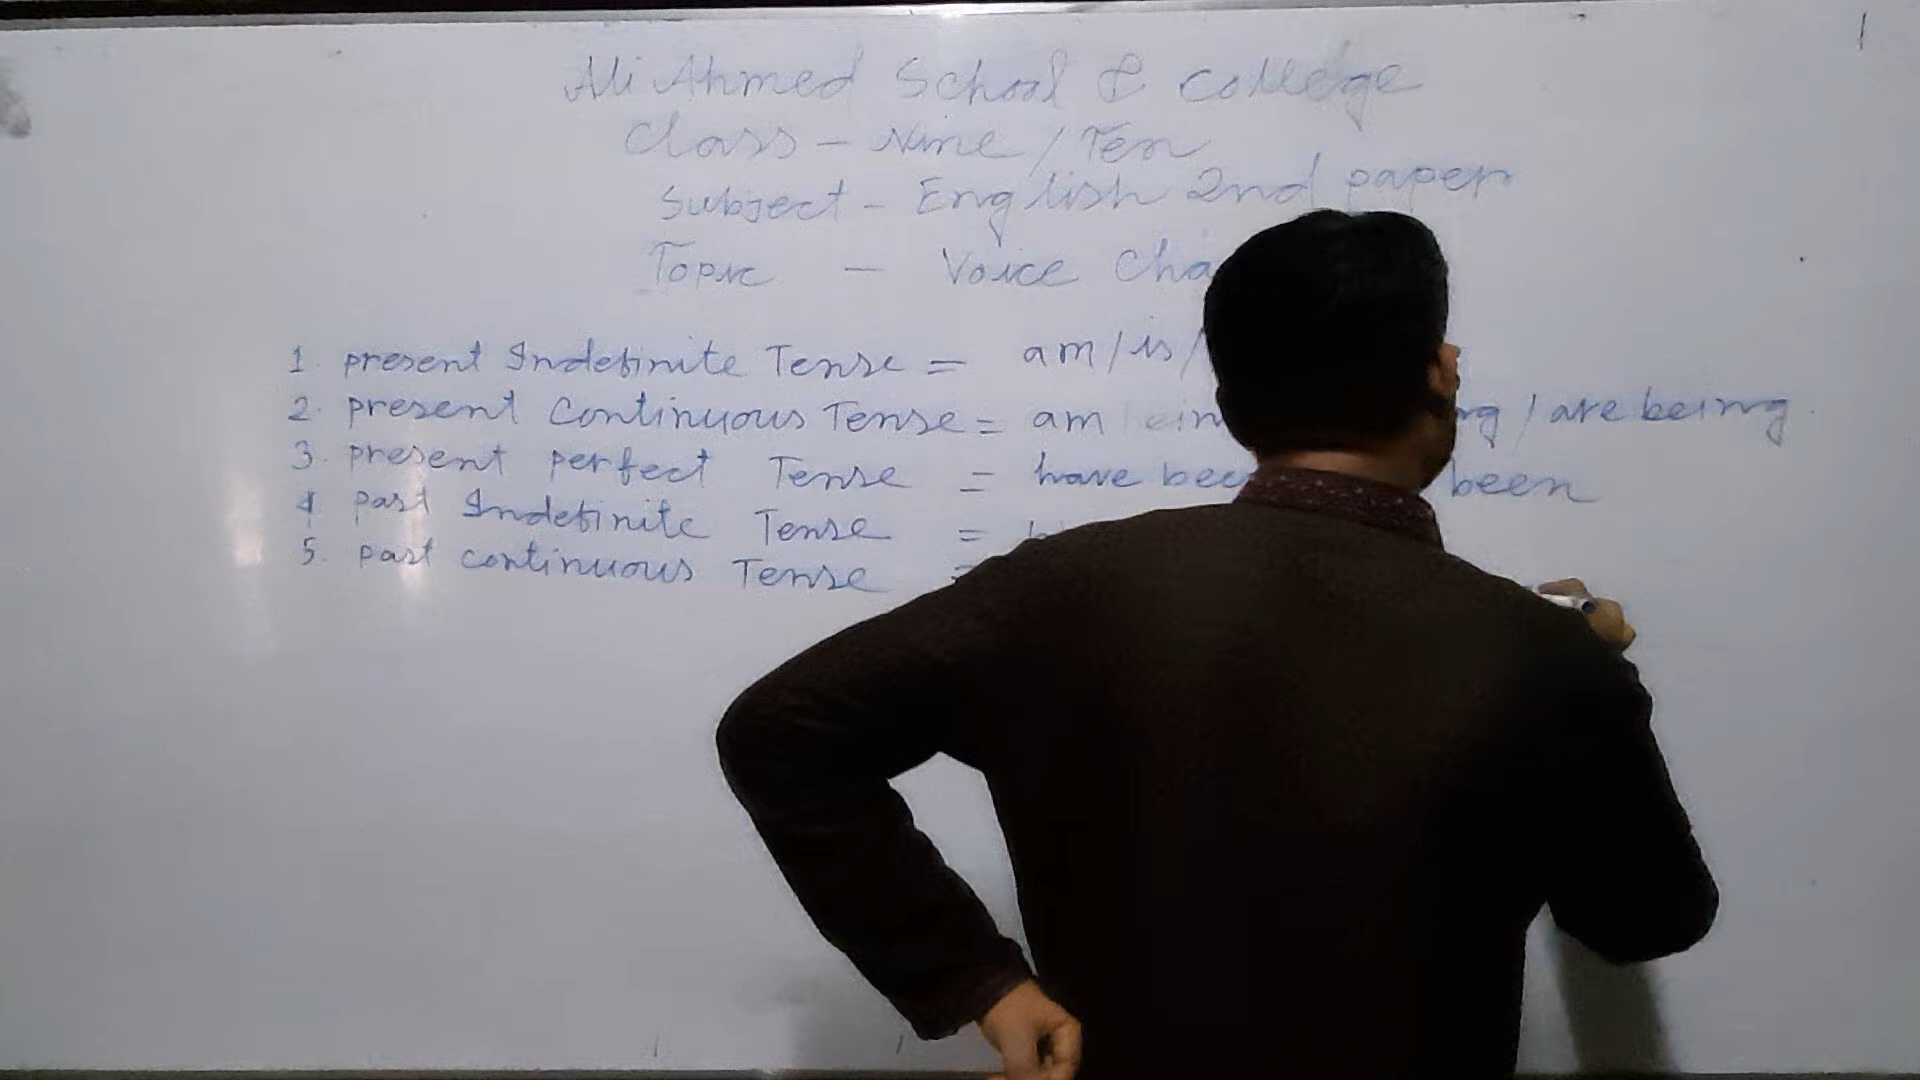 Ali Ahmed School & College
Class - Nine / Ten
Subject - English 2nd paper
Topic - Voice Cha
1. present Indefinite Tense = am / is /
2. present Continuous Tense = am / are being
3. present perfect Tense = have been
4 past Indefinite Tense =
5. past continuous Tense =